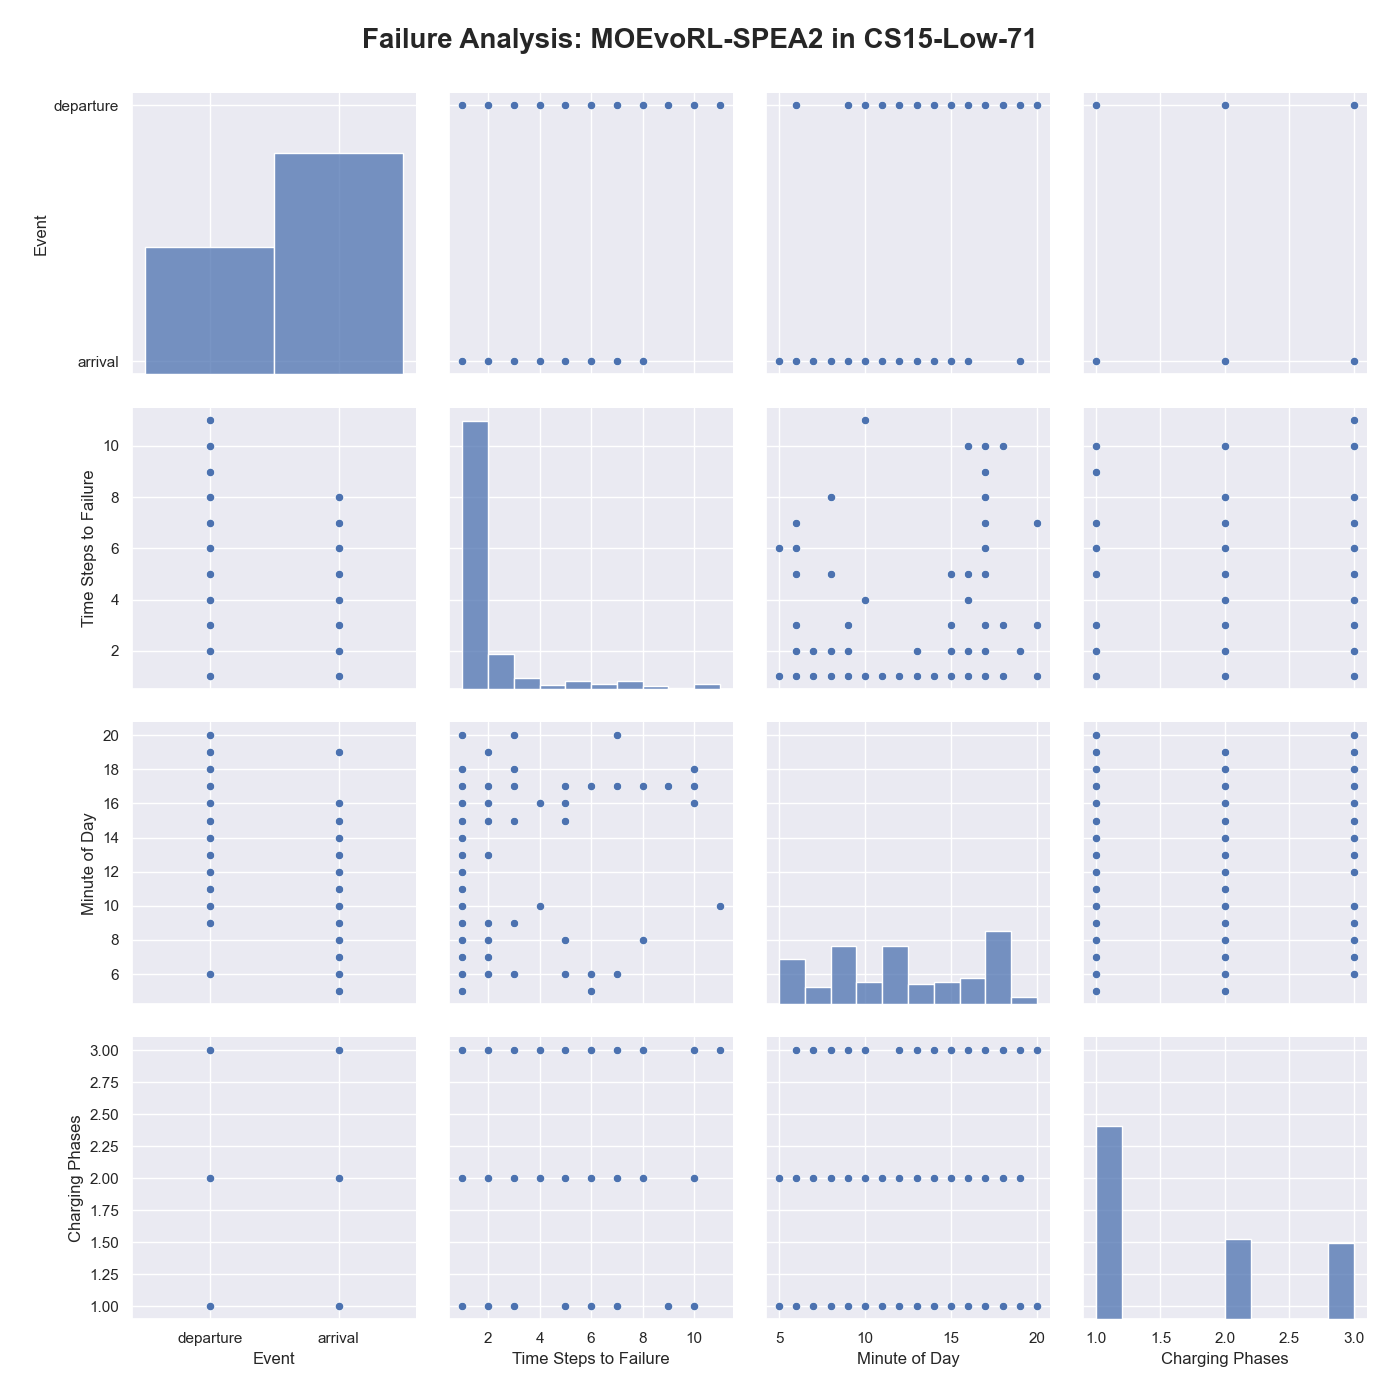 Failure Analysis: MOEvoRL-SPEA2 in CS15-Low-71
departure
Event
arrival
10
8
6
4
2
Time Steps to Failure
20
18
16
14
12
10
8
6
Minute of Day
3.00
2.75
2.50
2.25
2.00
1.75
1.50
1.25
1.00
Charging Phases
departure arrival
Event
2 4 6 8 10
Time Steps to Failure
5 10 15 20
Minute of Day
1.0 1.5 2.0 2.5 3.0
Charging Phases